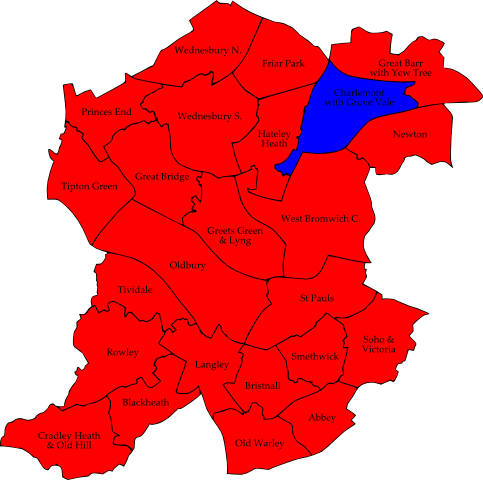 Wednesbury N.
Friar Park
Great Barr
with Yew Tree
Charlemont
with Grove Vale
Princes End
Wednesbury S.
Hateley
Heath
Newton
Tipton Green
Great Bridge
West Bromwich C.
Greets Green
& Lyng
Oldbury
Tividale
St Pauls
Rowley
Langley
Smethwick
Soho &
Victoria
Bristnall
Blackheath
Abbey
Cradley Heath
& Old Hill
Old Warley